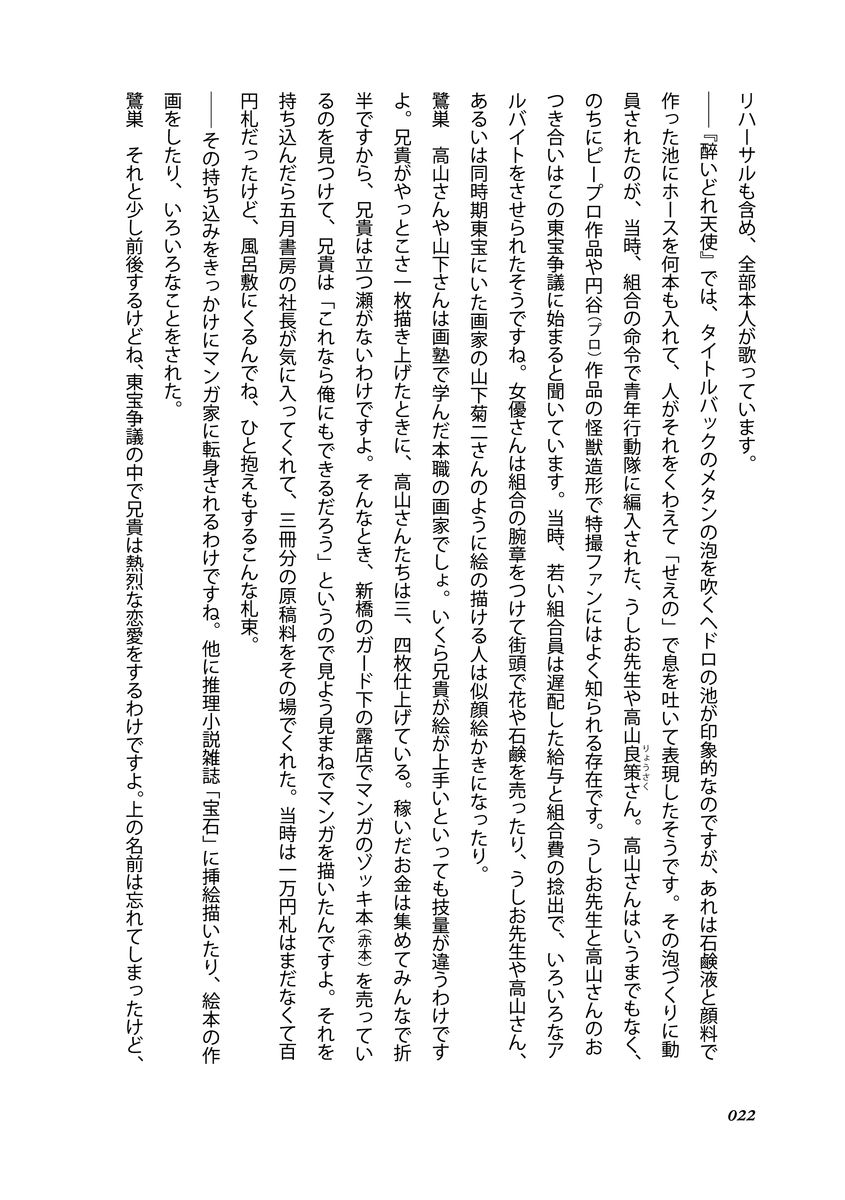 リハーサルも含め、全部本人が歌っています。
――『酔いどれ天使』では、タイトルバックのメタンの泡を吹くヘドロの池が印象的なのですが、あれは石鹸液と顔料で
作った池にホースを何本も入れて、人がそれをくわえて「せえの」で息を吐いて表現したそうです。その泡づくりに動
員されたのが、当時、組合の命令で青年行動隊に編入された、うしお先生や高山良策さん。高山さんはいうまでもなく、
りょうさく
のちにピープロ作品や円谷（プロ）作品の怪獣造形で特撮ファンにはよく知られる存在です。うしお先生と高山さんのお
つき合いはこの東宝争議に始まると聞いています。当時、若い組合員は遅配した給与と組合費の捻出で、いろいろなア
ルバイトをさせられたそうですね。女優さんは組合の腕章をつけて街頭で花や石鹸を売ったり、うしお先生や高山さん、
あるいは同時期東宝にいた画家の山下菊二さんのように絵の描ける人は似顔絵かきになったり。
鷺巣　高山さんや山下さんは画塾で学んだ本職の画家でしょ。いくら兄貴が絵が上手いといっても技量が違うわけです
よ。兄貴がやっとこさ一枚描き上げたときに、高山さんたちは三、四枚仕上げている。稼いだお金は集めてみんなで折
半ですから、兄貴は立つ瀬がないわけですよ。そんなとき、新橋のガード下の露店でマンガのゾッキ本（赤本）を売ってい
るのを見つけて、兄貴は「これなら俺にもできるだろう」というので見よう見まねでマンガを描いたんですよ。それを
持ち込んだら五月書房の社長が気に入ってくれて、三冊分の原稿料をその場でくれた。当時は一万円札はまだなくて百
円札だったけど、風呂敷にくるんでね、ひと抱えもするこんな札束。
――その持ち込みをきっかけにマンガ家に転身されるわけですね。他に推理小説雑誌「宝石」に挿絵描いたり、絵本の作
画をしたり、いろいろなことをされた。
鷺巣　それと少し前後するけどね、東宝争議の中で兄貴は熱烈な恋愛をするわけですよ。上の名前は忘れてしまったけど、
022